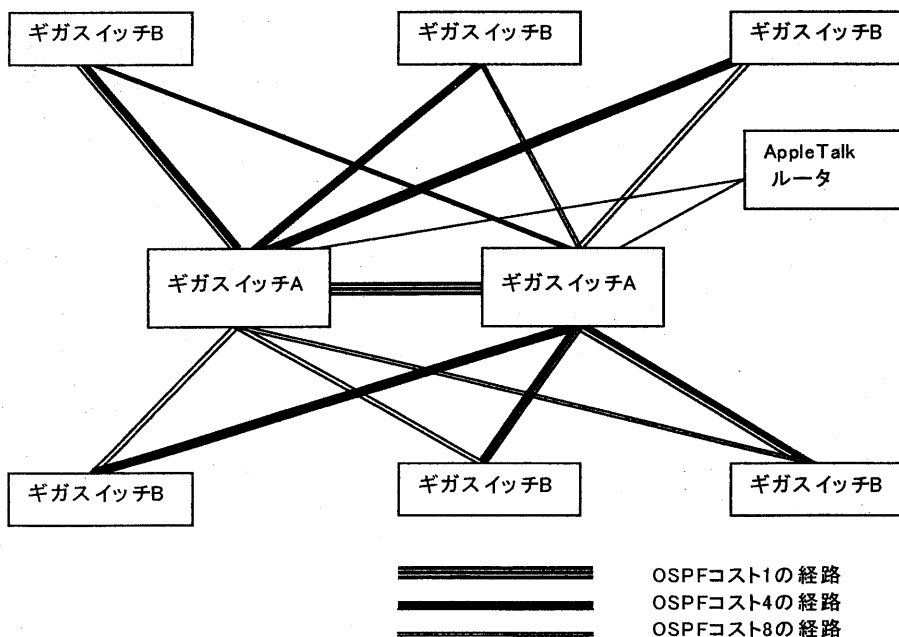 ギガスイッチB
ギガスイッチB
ギガスイッチB
AppleTalk
ルータ
ギガスイッチA
ギガスイッチA
ギガスイッチB
ギガスイッチB
ギガスイッチB
OSPFコスト1の経路
OSPFコスト4の経路
OSPFコスト8の経路